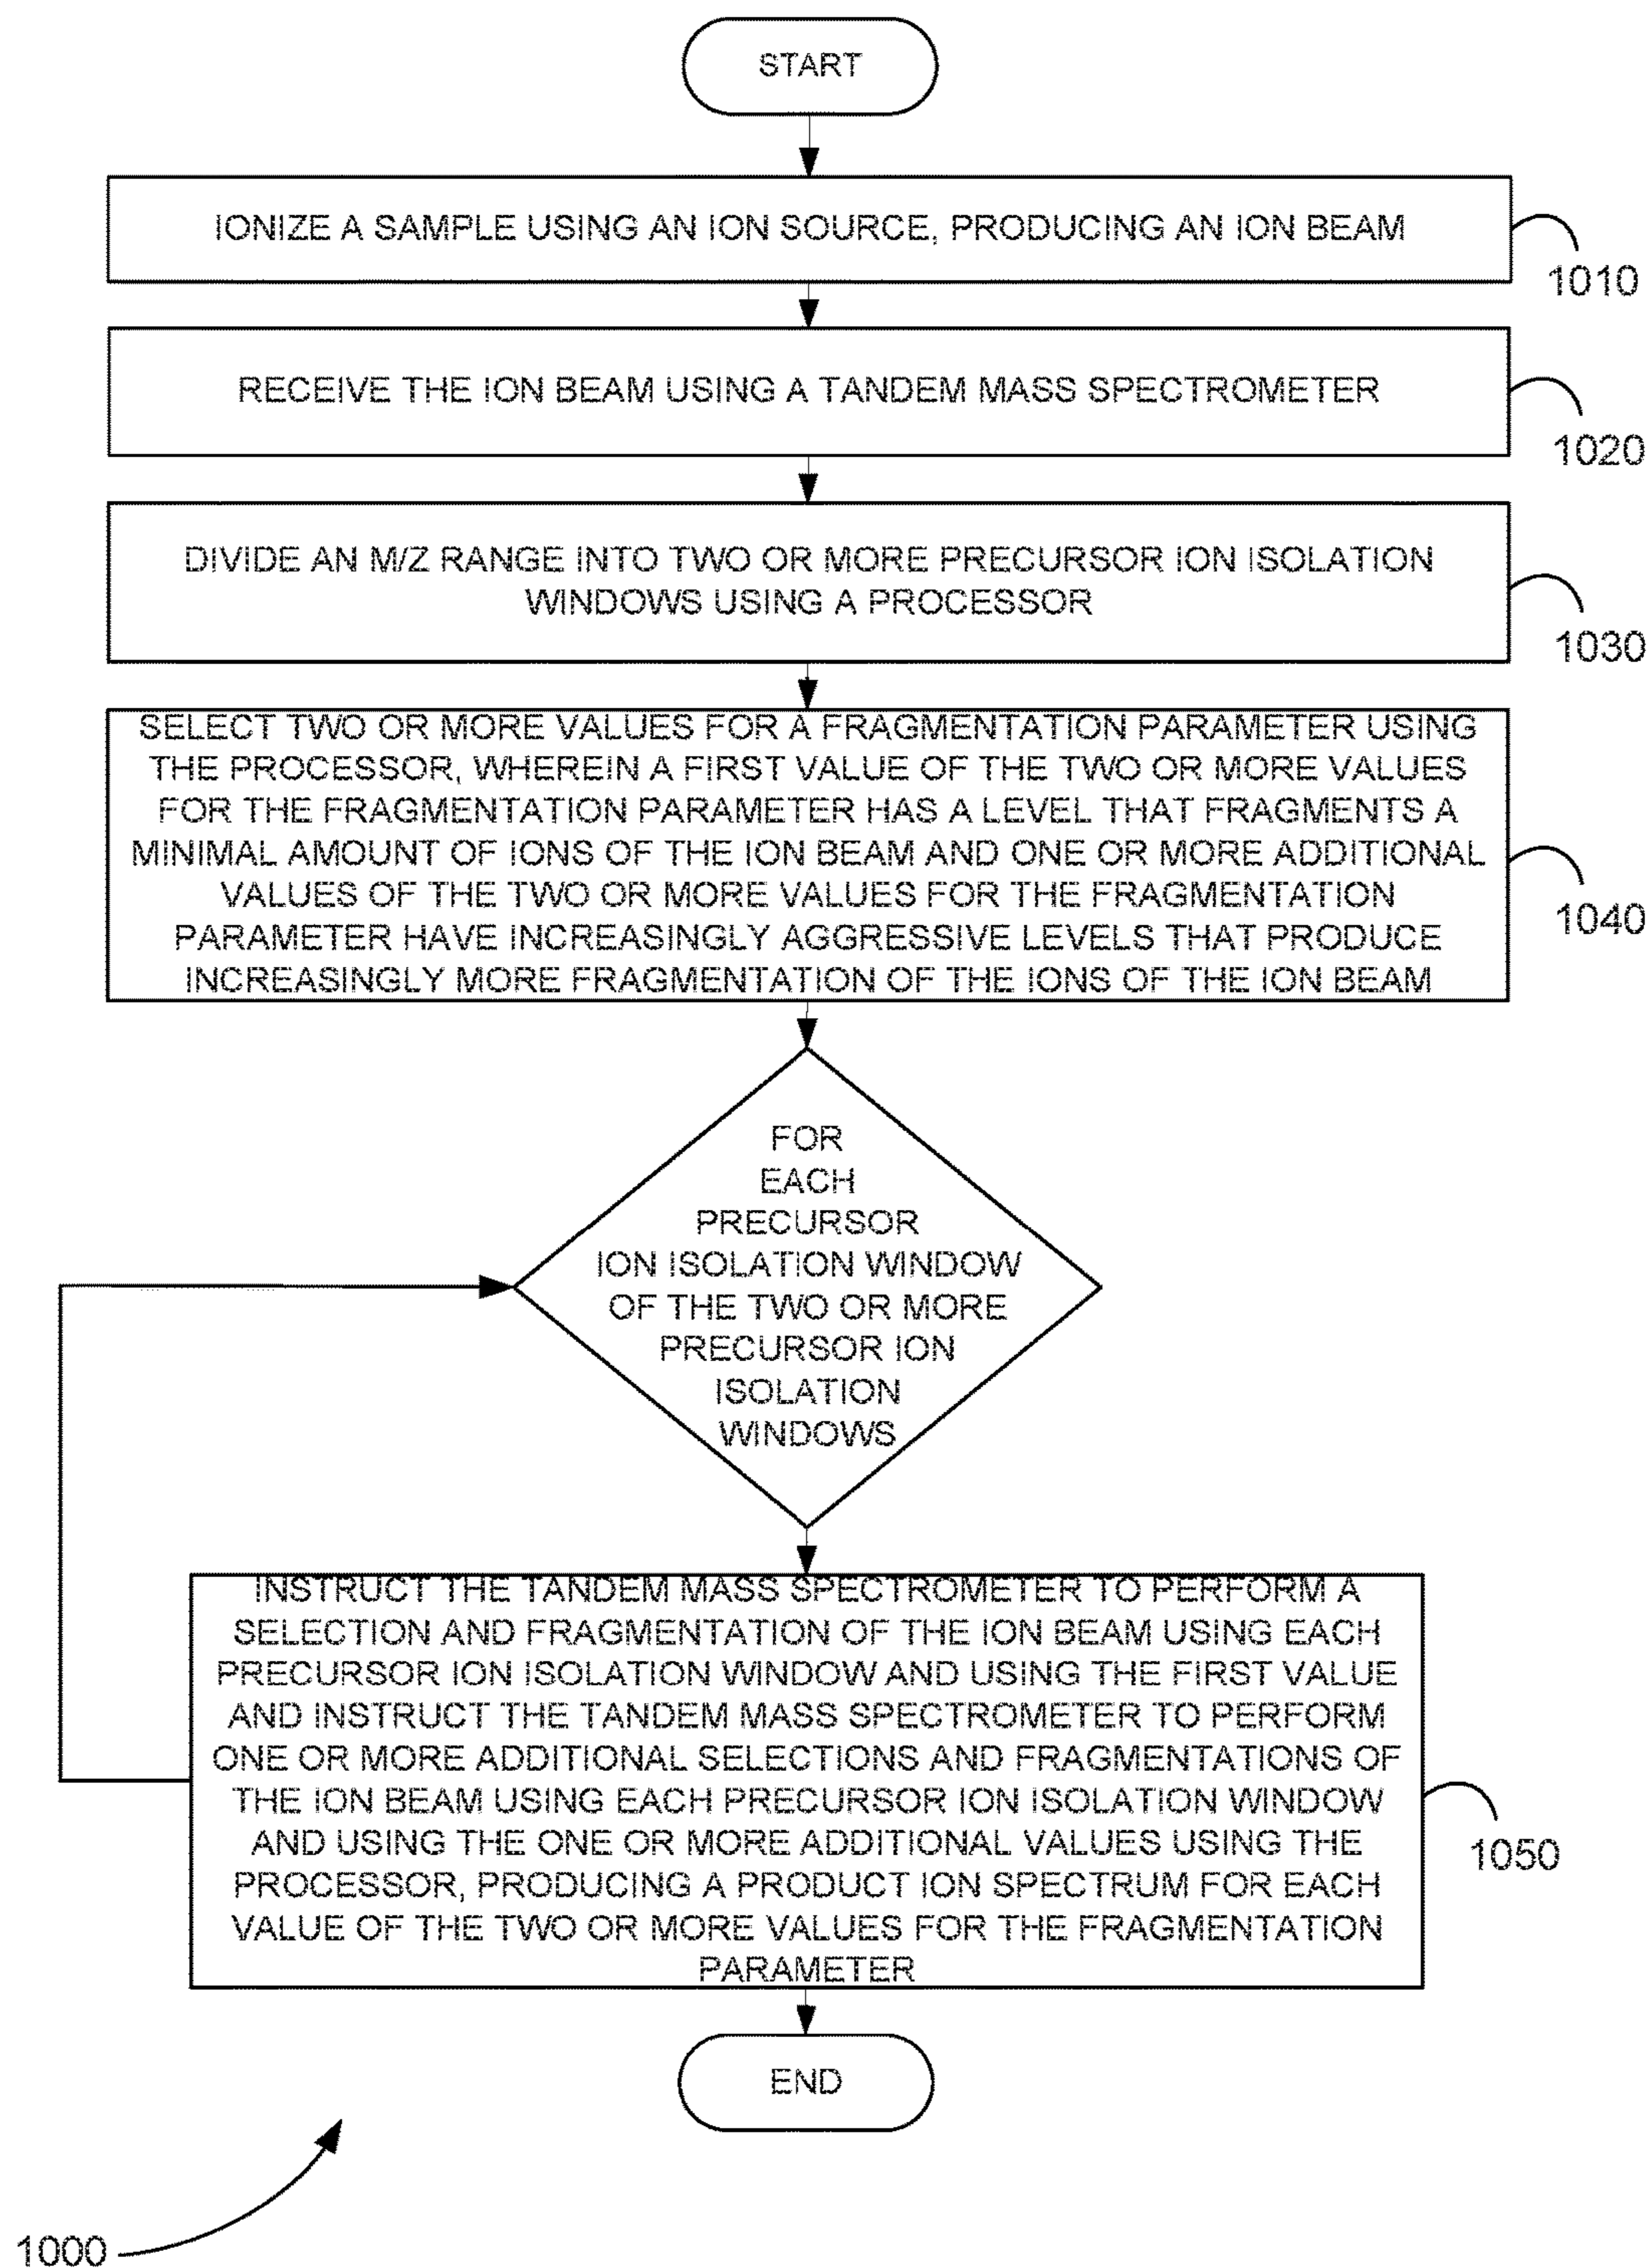 START
IONIZE A SAMPLE USING AN ION SOURCE, PRODUCING AN ION BEAM
1010
RECEIVE THE ION BEAM USING A TANDEM MASS SPECTROMETER
1020
DIVIDE AN M/Z RANGE INTO TWO OR MORE PRECURSOR ION ISOLATION
WINDOWS USING A PROCESSOR
1030
SELECT TWO OR MORE VALUES FOR A FRAGMENTATION PARAMETER USING
THE PROCESSOR, WHEREIN A FIRST VALUE OF THE TWO OR MORE VALUES
FOR THE FRAGMENTATION PARAMETER HAS A LEVEL THAT FRAGMENTS A
MINIMAL AMOUNT OF IONS OF THE ION BEAM AND ONE OR MORE ADDITIONAL
VALUES OF THE TWO OR MORE VALUES FOR THE FRAGMENTATION
PARAMETER HAVE INCREASINGLY AGGRESSIVE LEVELS THAT PRODUCE
INCREASINGLY MORE FRAGMENTATION OF THE IONS OF THE ION BEAM
1040
FOR
EACH
PRECURSOR
ION ISOLATION WINDOW
OF THE TWO OR MORE
PRECURSOR ION
ISOLATION
WINDOWS
INSTRUCT THE TANDEM MASS SPECTROMETER TO PERFORM A
SELECTION AND FRAGMENTATION OF THE ION BEAM USING EACH
PRECURSOR ION ISOLATION WINDOW AND USING THE FIRST VALUE
AND INSTRUCT THE TANDEM MASS SPECTROMETER TO PERFORM
ONE OR MORE ADDITIONAL SELECTIONS AND FRAGMENTATIONS OF
THE ION BEAM USING EACH PRECURSOR ION ISOLATION WINDOW
AND USING THE ONE OR MORE ADDITIONAL VALUES USING THE
PROCESSOR, PRODUCING A PRODUCT ION SPECTRUM FOR EACH
VALUE OF THE TWO OR MORE VALUES FOR THE FRAGMENTATION
PARAMETER
1050
END
1000